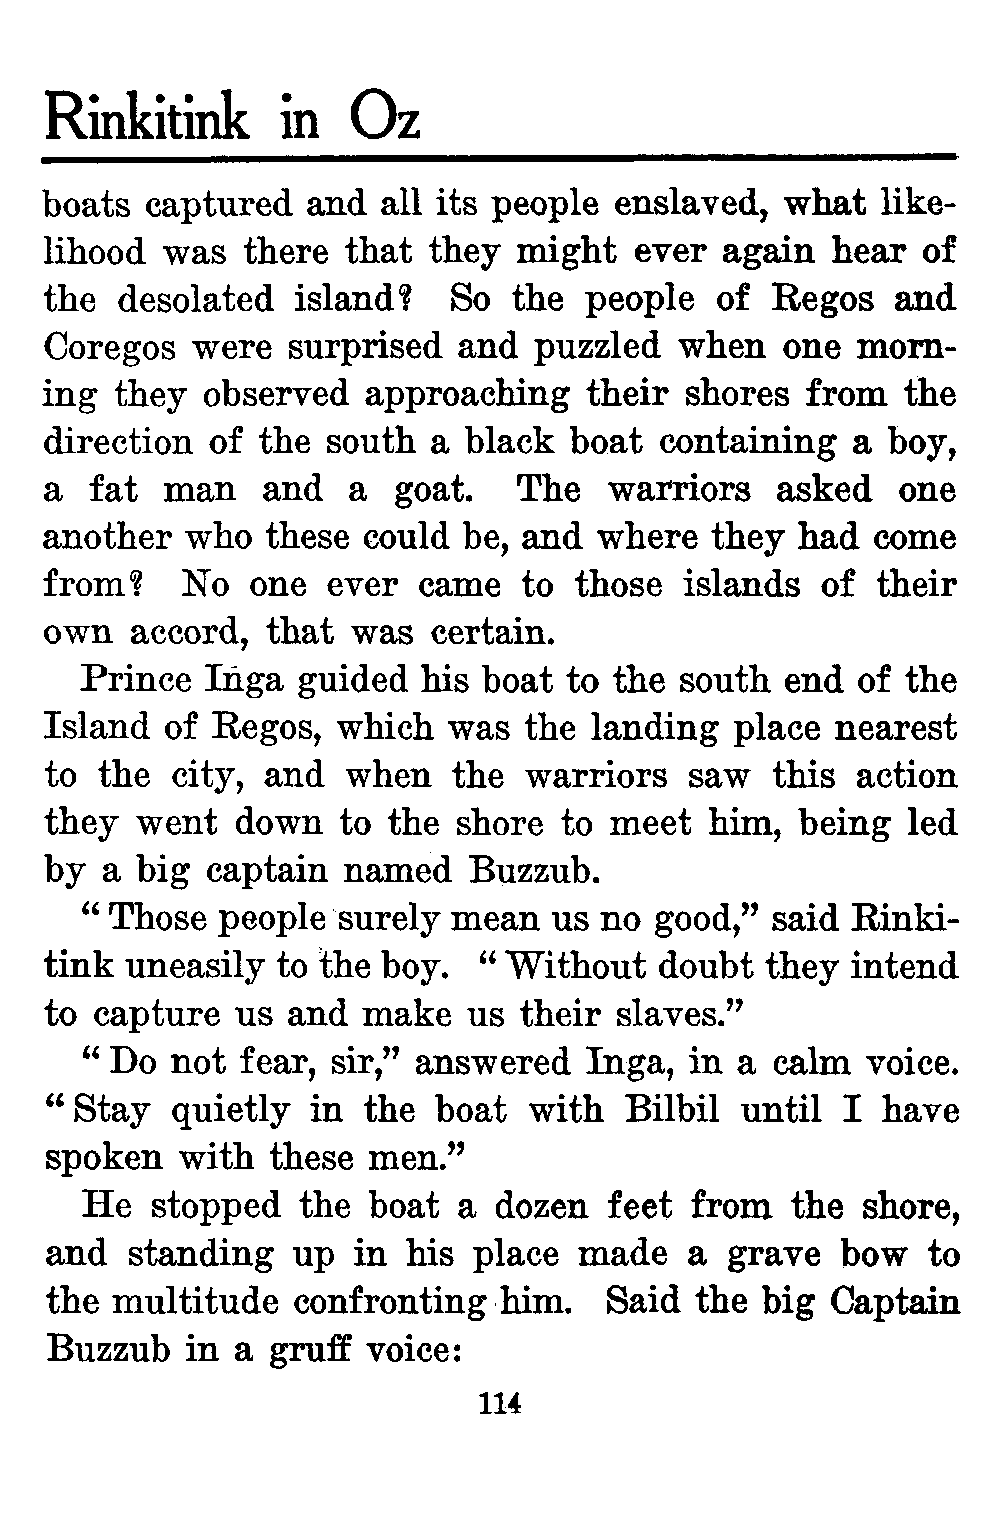 Rinkitink in Oz
boats captured and all its people enslaved, what like-
lihood was there that they might ever again hear of
the desolated island? So the people of Regos and
Coregos were surprised and puzzled when one morn-
ing they observed approaching their shores from the
direction of the south a black boat containing a boy,
a fat man and a goat. The warriors asked one
another who these could be, and where they had come
from? No one ever came to those islands of their
own accord, that was certain.
Prince Inga guided his boat to the south end of the
Island of Regos, which was the landing place nearest
to the city, and when the warriors saw this action
they went down to the shore to meet him, being led
by a big captain named Buzzub.
“ Those people surely mean us no good,” said Rinki-
tink uneasily to the boy. “ Without doubt they intend
to capture us and make us their slaves.”
“ Do not fear, sir,” answered Inga, in a calm voice.
“ Stay quietly in the boat with Bilbil until I have
spoken with these men.”
He stopped the boat a dozen feet from the shore,
and standing up in his place made a grave bow to
the multitude confronting him. Said the big Captain
Buzzub in a gruff voice:
114